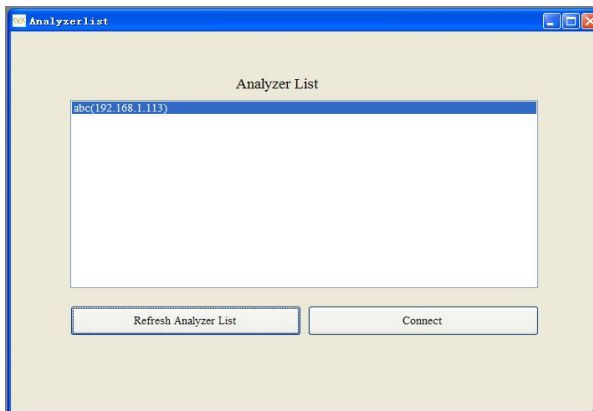 Analyzerlist
Analyzer List
abc(192.168.1.113)
Refresh Analyzer List
Connect